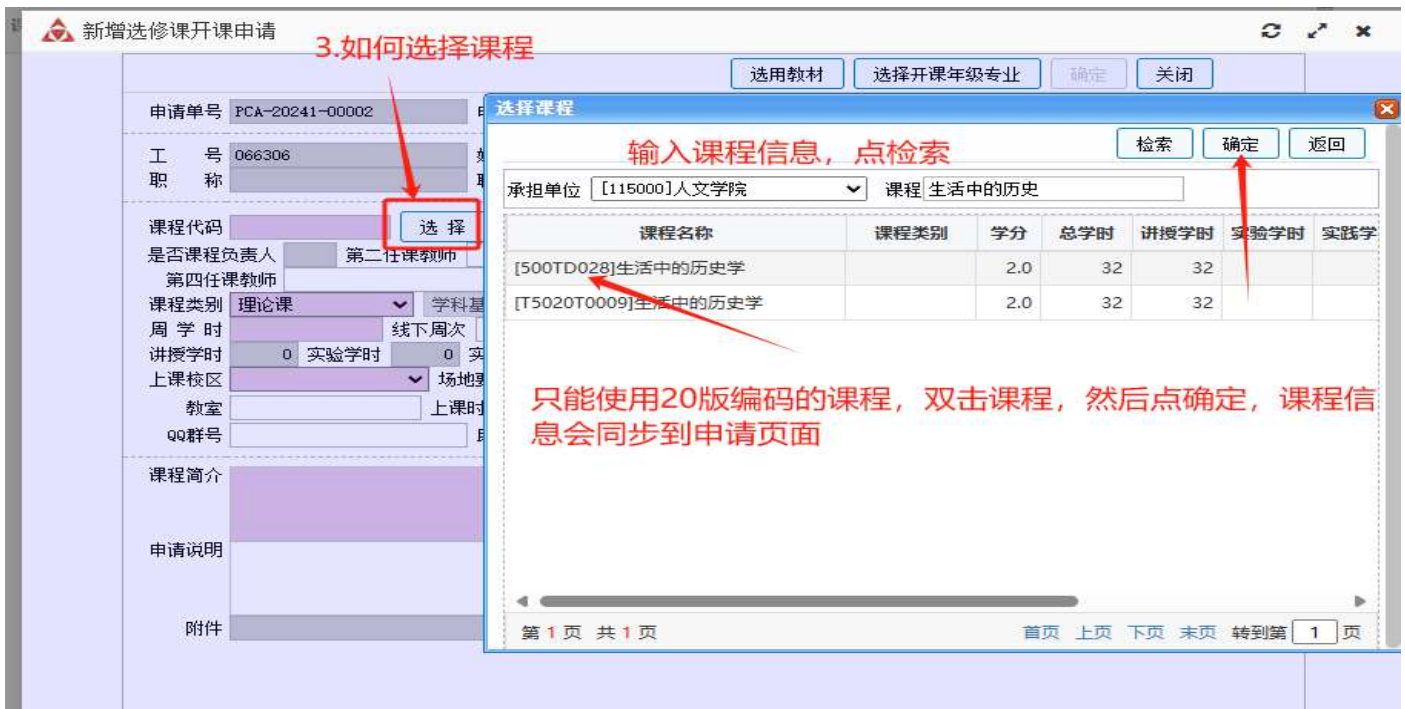 新增选修课开课申请
3.如何选择课程
选用教材 选择开课年级专业 确定 关闭
申请单号 PCA-20241-00002
工 号 066306
职 称
课程代码 选 择
是否课程负责人 第二任课教师
第四任课教师
课程类别 理论课 学科基
周 学 时 线下周次
讲授学时 0 实验学时 0 实
上课校区 场地要
教室 上课时
QQ群号
课程简介
申请说明
附件
选择课程
输入课程信息，点检索
检索 确定 返回
承担单位 [115000]人文学院 课程 生活中的历史
课程名称 课程类别 学分 总学时 讲授学时 实验学时 实践学
[500TD028]生活中的历史学 2.0 32 32
[T5020T0009]生活中的历史学 2.0 32 32
只能使用20版编码的课程，双击课程，然后点确定，课程信
息会同步到申请页面
第 1 页 共 1 页 首页 上页 下页 末页 转到第 1 页